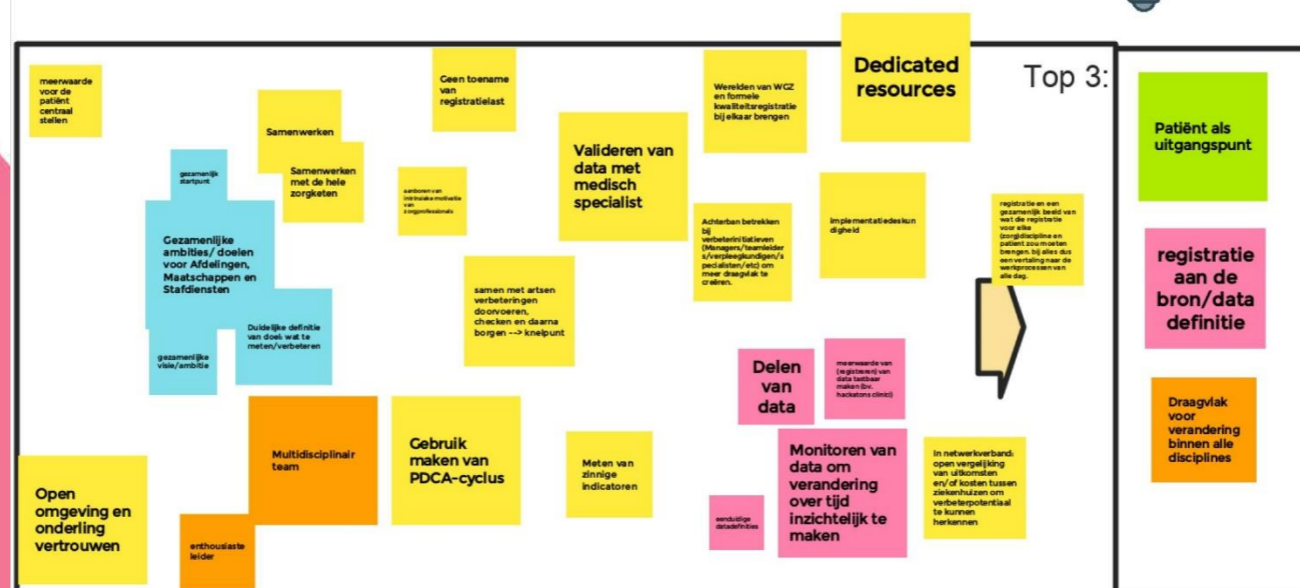 meerwaarde
voor de
patiënt
centraal
stellen
Samenwerken
Samenwerken
met de hele
zorgketen
gezamenlijk
startpunt
Gezamenlijke
ambities/ doelen
voor Afdelingen,
Maatschappen en
Stafdiensten
gezamenlijke
visie/ambitie
Duidelijke definitie
van doel: wat te
meten/verbeteren
Geen toename
van
registratielast
aanboren van
intrinsieke motivatie
van
zorgprofessionals
Valideren van
data met
medisch
specialist
samen met artsen
verbeteringen
doorvoeren,
checken en daarna
borgen --> knelpunt
Werelden van WGZ
en formele
kwaliteitsregistratie
bij elkaar brengen
Dedicated
resources
Achterban betrekken
bij
verbeterinitiatieven
(Managers/teamleider
s/verpleegkundigen/s
pecialisten/etc) om
meer draagvlak te
creëren.
implementatiedeskun
digheid
registratie en een
gezamenlijk beeld van
wat die registratie
voor elke
(zorg)discipline en
patient zou moeten
brengen. bij alles dus
een vertaling naar de
werkprocessen van
alle dag.
Open
omgeving en
onderling
vertrouwen
Multidisciplinair
team
enthousiaste
leider
Gebruik
maken van
PDCA-cyclus
Meten van
zinnige
indicatoren
Delen
van
data
meerwaarde van
(registreren) van
data tastbaar
maken (bv.
hackatons clinic)
Monitoren van
data om
verandering
over tijd
inzichtelijk te
maken
eenduidige
datadefinities
In netwerkverband:
open vergelijking
van uitkomsten
en/of kosten tussen
ziekenhuizen om
verbeterpotentiaal
te kunnen
herkennen
Top 3:
Patiënt als
uitgangspunt
registratie
aan de
bron/data
definitie
Draagvlak
voor
verandering
binnen alle
disciplines